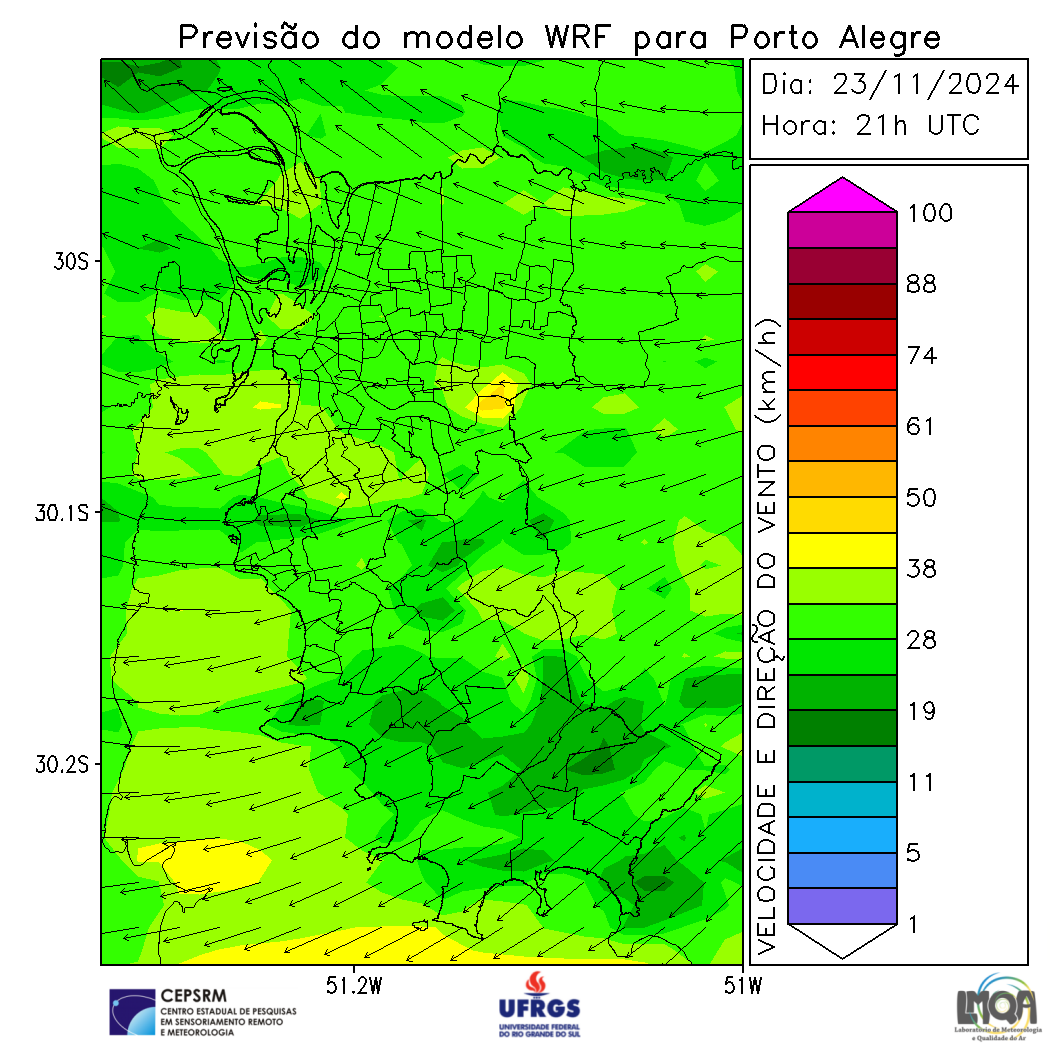 Previsão do modelo WRF para Porto Alegre
Dia: 23/11/2024
Hora: 21h UTC
30S
30.1S
30.2S
51.2W
51W
VELOCIDADE E DIREÇÃO DO VENTO (km/h)
100
88
74
61
50
38
28
19
11
5
1
CEPSRM
CENTRO ESTADUAL DE PESQUISAS
EM SENSORIAMENTO REMOTO
E METEOROLOGIA
UFRGS
UNIVERSIDADE FEDERAL
DO RIO GRANDE DO SUL
LMQA
Laboratório de Meteorologia
e Qualidade do Ar